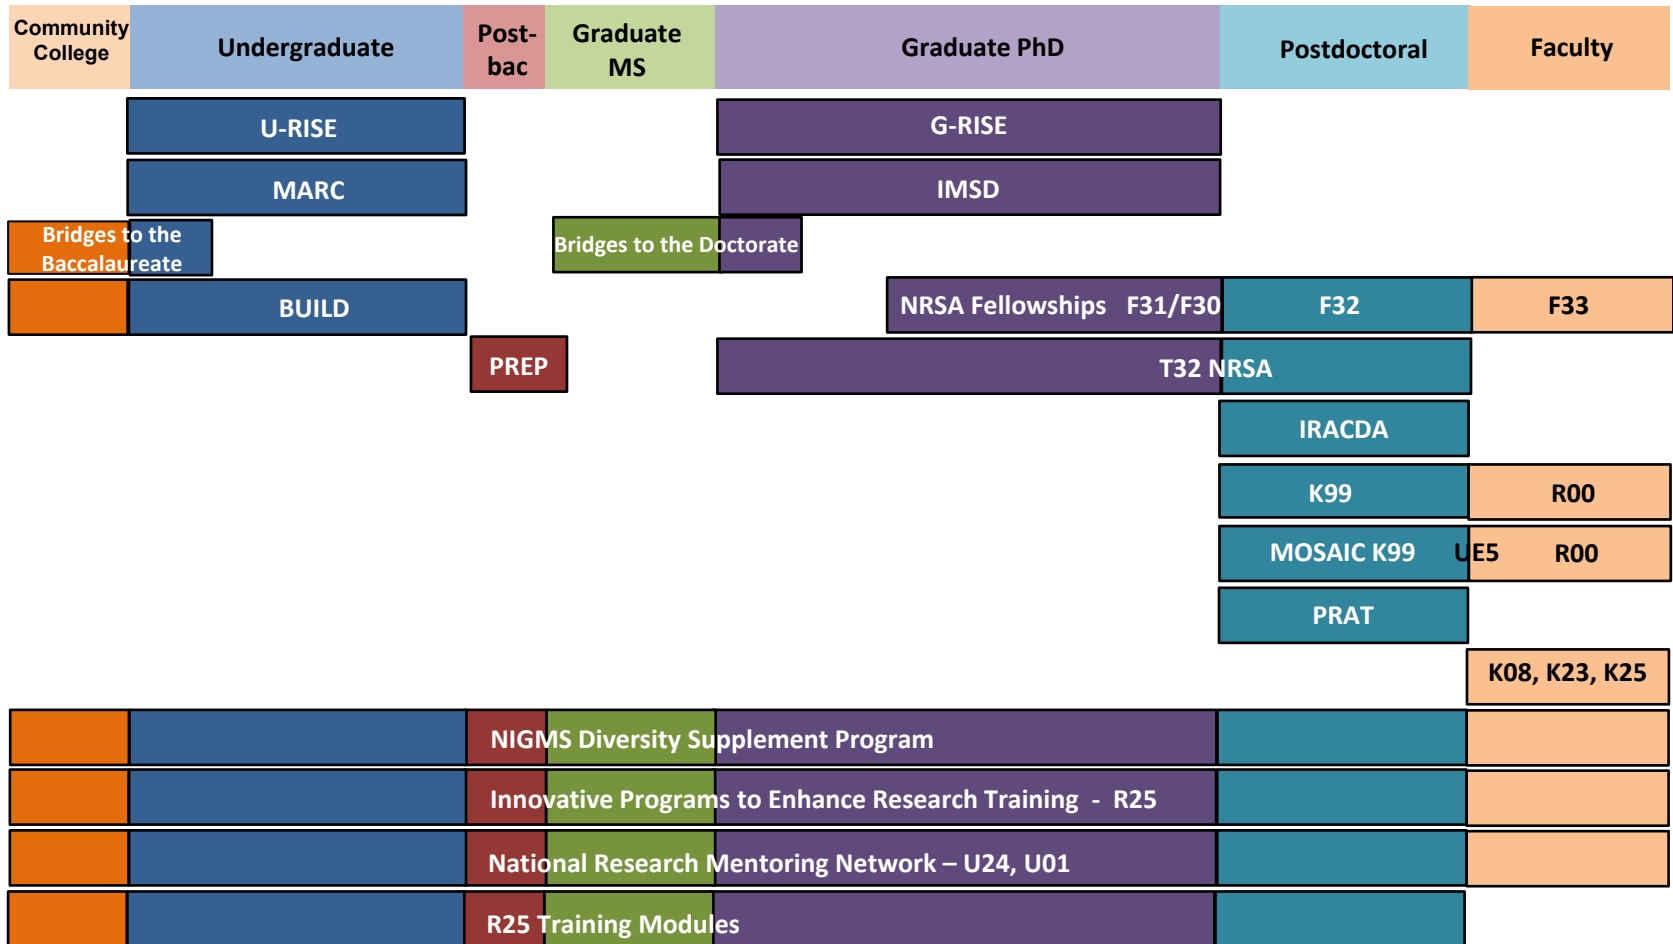 Community
College
Undergraduate
Post-
bac
Graduate
MS
Graduate PhD
Postdoctoral
Faculty
U-RISE
G-RISE
MARC
IMSD
Bridges to the
Baccalaureate
Bridges to the Doctorate
BUILD
NRSA Fellowships F31/F30
F32
F33
PREP
T32 NRSA
IRACDA
K99
R00
MOSAIC K99
UE5
R00
PRAT
K08, K23, K25
NIGMS Diversity Supplement Program
Innovative Programs to Enhance Research Training - R25
National Research Mentoring Network – U24, U01
R25 Training Modules